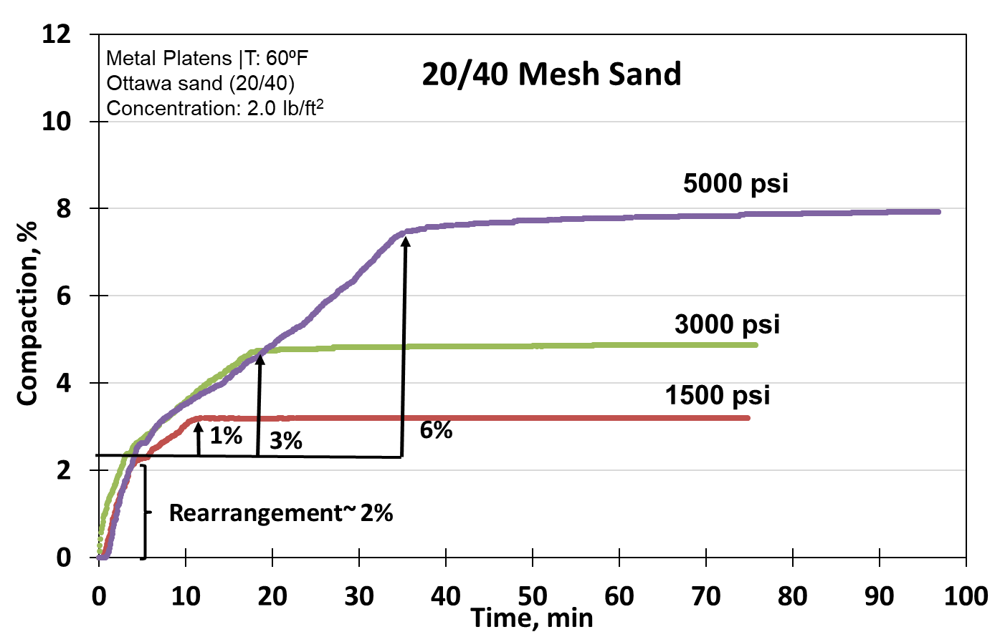 Metal Platens |T: 60ºF
Ottawa sand (20/40)
Concentration: 2.0 lb/ft²
20/40 Mesh Sand
12
10
8
6
4
2
0
Compaction, %
5000 psi
3000 psi
1500 psi
1%
3%
6%
Rearrangement~ 2%
0 10 20 30 40 50 60 70 80 90 100
Time, min